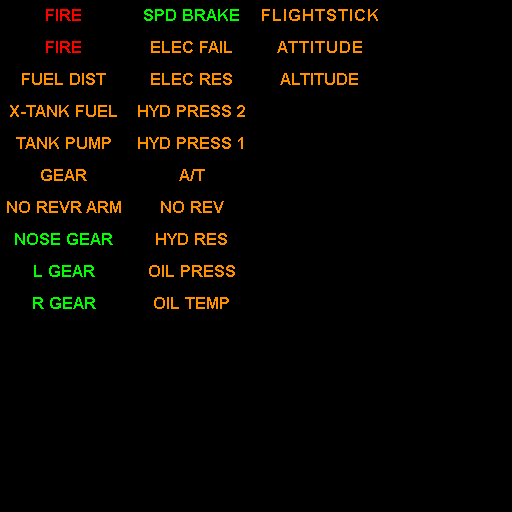 FIRE SPD BRAKE FLIGHTSTICK
FIRE ELEC FAIL ATTITUDE
FUEL DIST ELEC RES ALTITUDE
X-TANK FUEL HYD PRESS 2
TANK PUMP HYD PRESS 1
GEAR A/T
NO REVR ARM NO REV
NOSE GEAR HYD RES
L GEAR OIL PRESS
R GEAR OIL TEMP